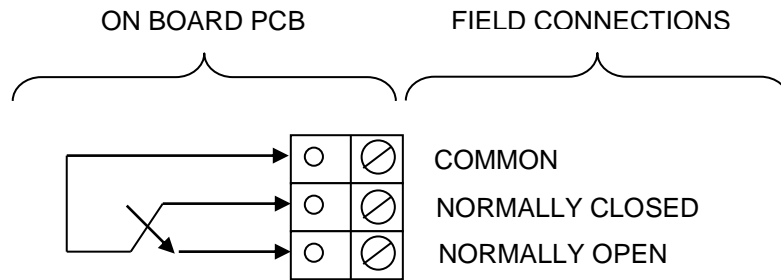 ON BOARD PCB FIELD CONNECTIONS
COMMON
NORMALLY CLOSED
NORMALLY OPEN